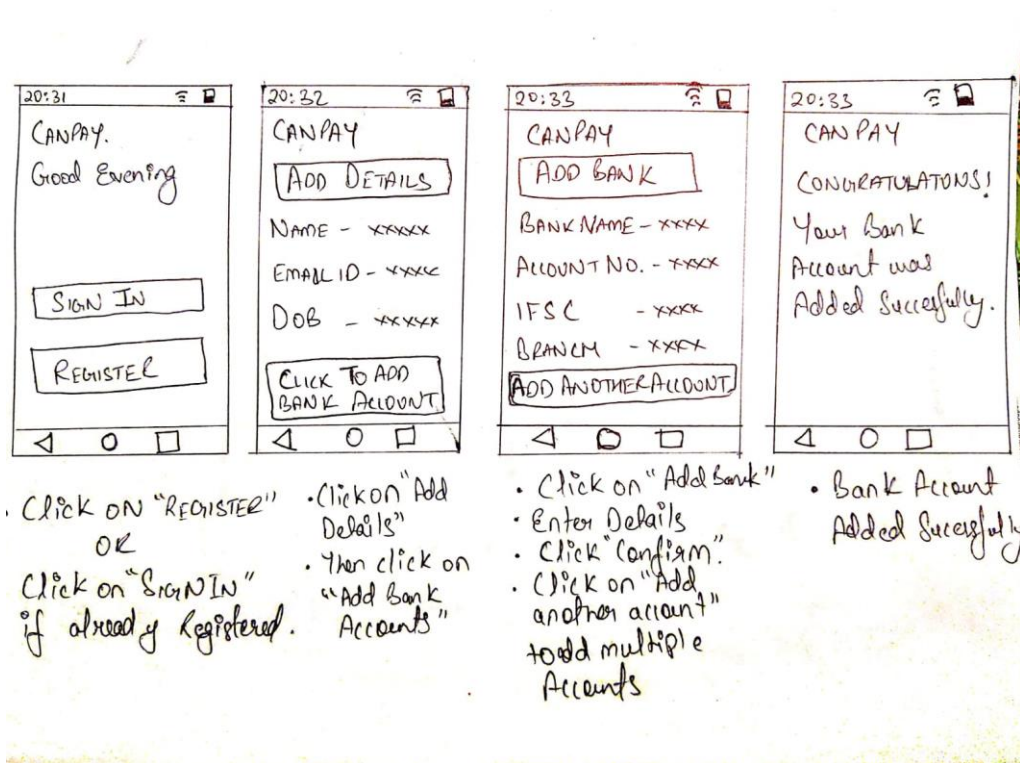 20:31
CANPAY.
Good Evening
SIGN IN
REGISTER
. Click ON "REGISTER"
OR
Click on "SIGN IN"
if already Registered.
20:32
CANPAY
ADD DETAILS
NAME - xxxxx
EMAIL ID - xxxxx
DOB - xxxxx
CLICK TO ADD
BANK ACCOUNT
• Click on "Add
Details"
• Then click on
"Add Bank
Accounts"
20:33
CANPAY
ADD BANK
BANK NAME - xxxx
ACCOUNT NO. - xxxx
IFSC - xxxx
BRANCH - xxxx
ADD ANOTHER ACCOUNT
• Click on "Add Bank"
• Enter Details
• Click "Confirm".
• Click on "Add
another account"
to add multiple
Accounts
20:33
CAN PAY
CONGRATULATONS!
Your Bank
Account was
Added Succesfully.
• Bank Account
Added Sucessfully